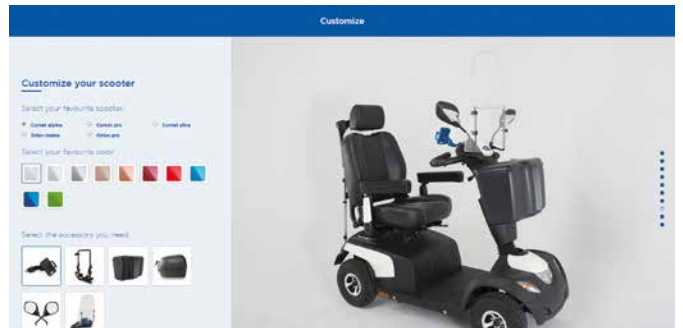 Customize
Customize your scooter
Select your favourite scooter:
Comet alpine Comet pro Comet ultra
Orion metro Orion pro
Select your favourite color:
Select the accessory you need: